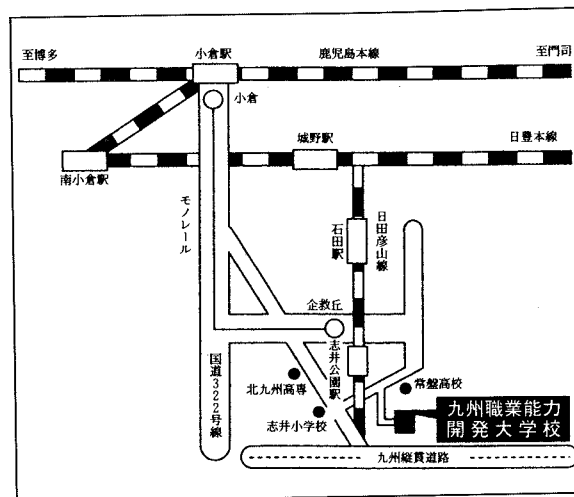 小倉駅
至博多
鹿児島本線
至門司
小倉
城野駅
日豊本線
南小倉駅
モノレール
石田駅
日田彦山線
企救丘
志井公園駅
国道322号線
北九州高専
常盤高校
志井小学校
九州職業能力
開発大学校
九州縦貫道路